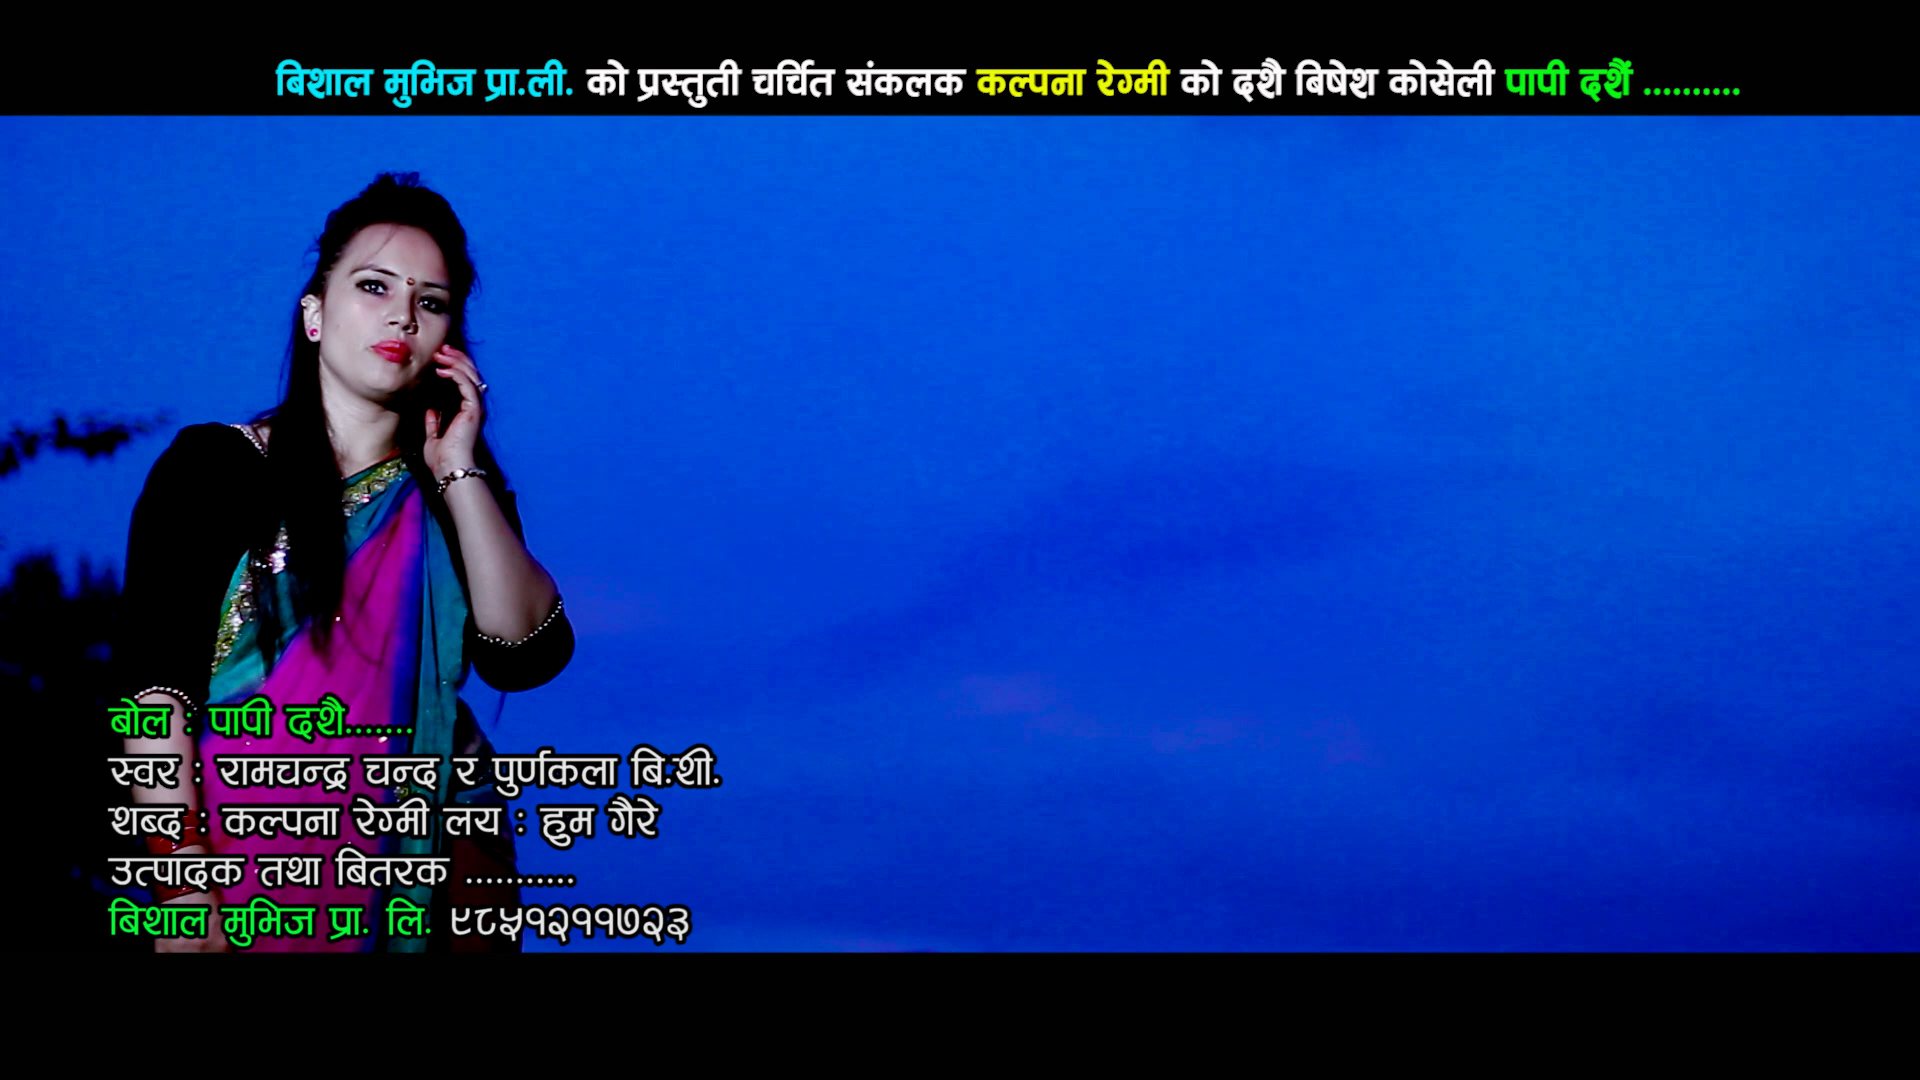 बिशाल मुभिज प्रा.ली. को प्रस्तुती चर्चित संकलक कल्पना रेग्मी को दशै बिषेश कोसेली पापी दशैं ..........
बोल : पापी दशै.......
स्वर : रामचन्द्र चन्द र पुर्णकला बि.शी.
शब्द : कल्पना रेग्मी लय : हुम गैरे
उत्पादक तथा बितरक ...........
बिशाल मुभिज प्रा. लि. ९८५१२११७२३